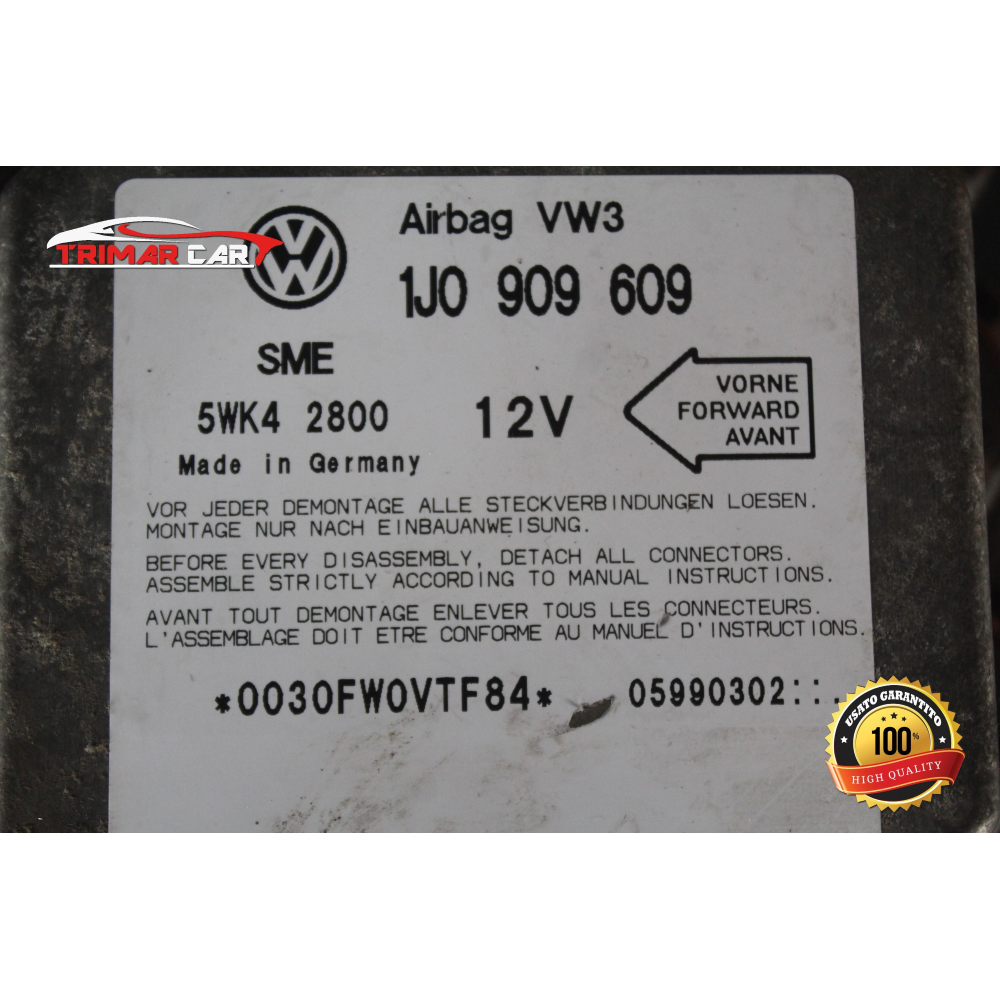 TRIMAR CAR
Airbag VW3
1J0 909 609
SME
5WK4 2800
12V
VORNE
FORWARD
AVANT
Made in Germany
VOR JEDER DEMONTAGE ALLE STECKVERBINDUNGEN LOESEN.
MONTAGE NUR NACH EINBAUANWEISUNG.
BEFORE EVERY DISASSEMBLY, DETACH ALL CONNECTORS.
ASSEMBLE STRICTLY ACCORDING TO MANUAL INSTRUCTIONS.
AVANT TOUT DEMONTAGE ENLEVER TOUS LES CONNECTEURS.
L'ASSEMBLAGE DOIT ETRE CONFORME AU MANUEL D'INSTRUCTIONS.
*0030FW0VTF84* 05990302::.
USATO GARANTITO
100%
HIGH QUALITY